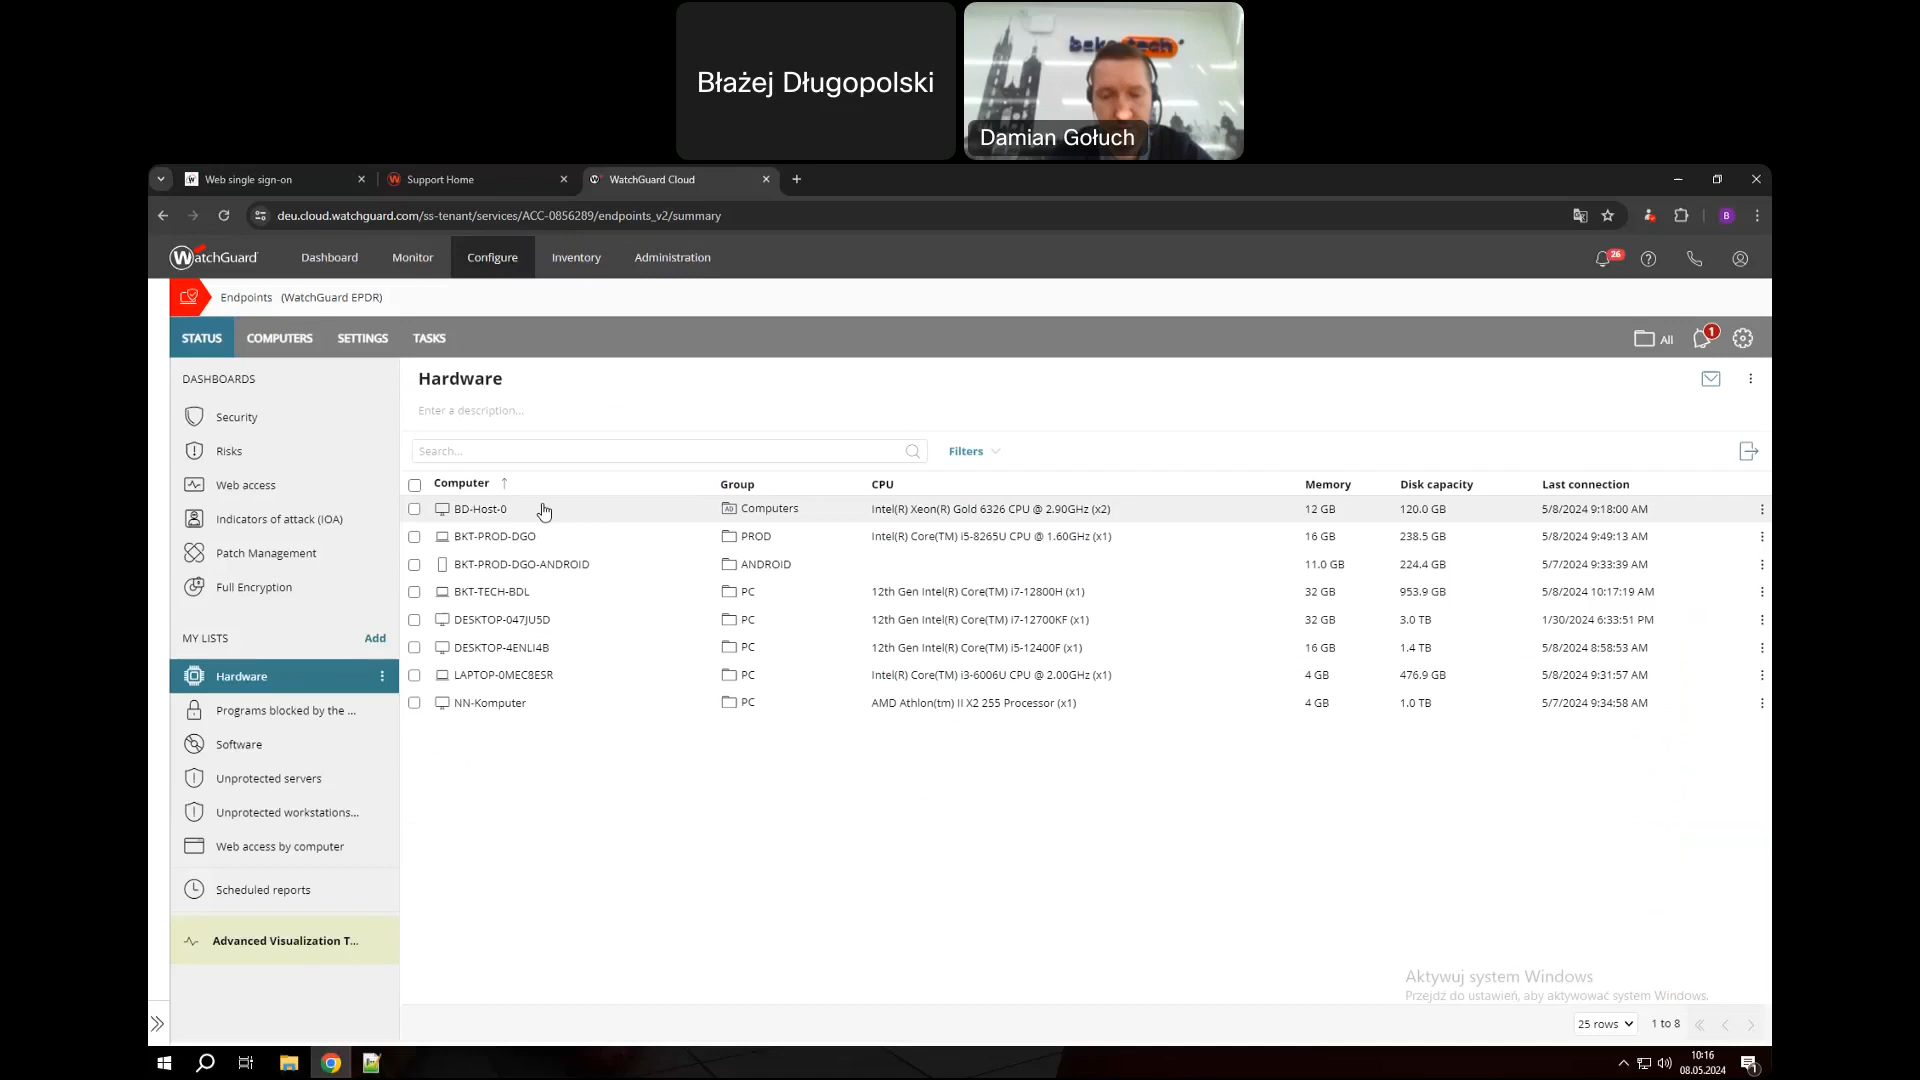 Błażej Długopolski
Damian Gołuch
Web single sign-on
Support Home
WatchGuard Cloud
deu.cloud.watchguard.com/ss-tenant/services/ACC-0856289/endpoints_v2/summary
B
WatchGuard
Dashboard
Monitor
Configure
Inventory
Administration
26
Endpoints (WatchGuard EPDR)
STATUS
COMPUTERS
SETTINGS
TASKS
All
1
DASHBOARDS
Security
Risks
Web access
Indicators of attack (IOA)
Patch Management
Full Encryption
MY LISTS
Add
Hardware
Programs blocked by the ...
Software
Unprotected servers
Unprotected workstations...
Web access by computer
Scheduled reports
Advanced Visualization T...
Hardware
Enter a description...
Search...
Filters
Computer Group CPU Memory Disk capacity Last connection
BD-Host-0 Computers Intel(R) Xeon(R) Gold 6326 CPU @ 2.90GHz (x2) 12 GB 120.0 GB 5/8/2024 9:18:00 AM
BKT-PROD-DGO PROD Intel(R) Core(TM) i5-8265U CPU @ 1.60GHz (x1) 16 GB 238.5 GB 5/8/2024 9:49:13 AM
BKT-PROD-DGO-ANDROID ANDROID 11.0 GB 224.4 GB 5/7/2024 9:33:39 AM
BKT-TECH-BDL PC 12th Gen Intel(R) Core(TM) i7-12800H (x1) 32 GB 953.9 GB 5/8/2024 10:17:19 AM
DESKTOP-047JU5D PC 12th Gen Intel(R) Core(TM) i7-12700KF (x1) 32 GB 3.0 TB 1/30/2024 6:33:51 PM
DESKTOP-4ENLI4B PC 12th Gen Intel(R) Core(TM) i5-12400F (x1) 16 GB 1.4 TB 5/8/2024 8:58:53 AM
LAPTOP-0MEC8ESR PC Intel(R) Core(TM) i3-6006U CPU @ 2.00GHz (x1) 4 GB 476.9 GB 5/8/2024 9:31:57 AM
NN-Komputer PC AMD Athlon(tm) II X2 255 Processor (x1) 4 GB 1.0 TB 5/7/2024 9:34:58 AM
Aktywuj system Windows
Przejdź do ustawień, aby aktywować system Windows.
25 rows
1 to 8
10:16
08.05.2024
1